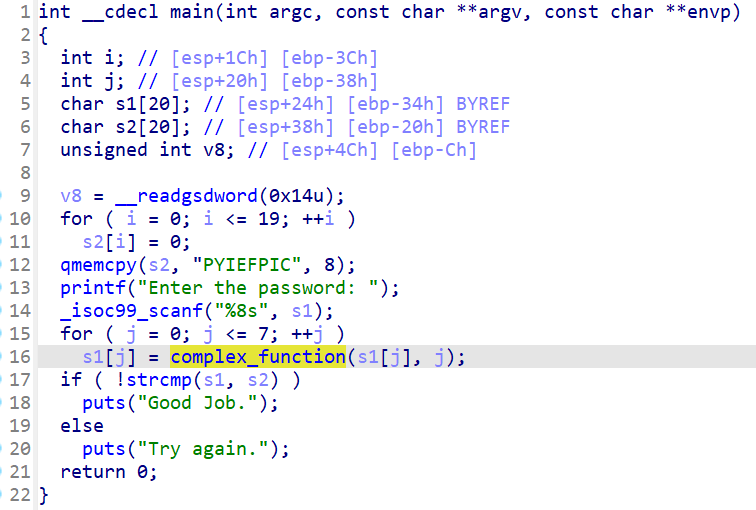 1 int __cdecl main(int argc, const char **argv, const char **envp)
2 {
3   int i; // [esp+1Ch] [ebp-3Ch]
4   int j; // [esp+20h] [ebp-38h]
5   char s1[20]; // [esp+24h] [ebp-34h] BYREF
6   char s2[20]; // [esp+38h] [ebp-20h] BYREF
7   unsigned int v8; // [esp+4Ch] [ebp-Ch]
8
9   v8 = __readgsdword(0x14u);
10   for ( i = 0; i <= 19; ++i )
11     s2[i] = 0;
12   qmemcpy(s2, "PYIEFPIC", 8);
13   printf("Enter the password: ");
14   _isoc99_scanf("%8s", s1);
15   for ( j = 0; j <= 7; ++j )
16     s1[j] = complex_function(s1[j], j);
17   if ( !strcmp(s1, s2) )
18     puts("Good Job.");
19   else
20     puts("Try again.");
21   return 0;
22 }